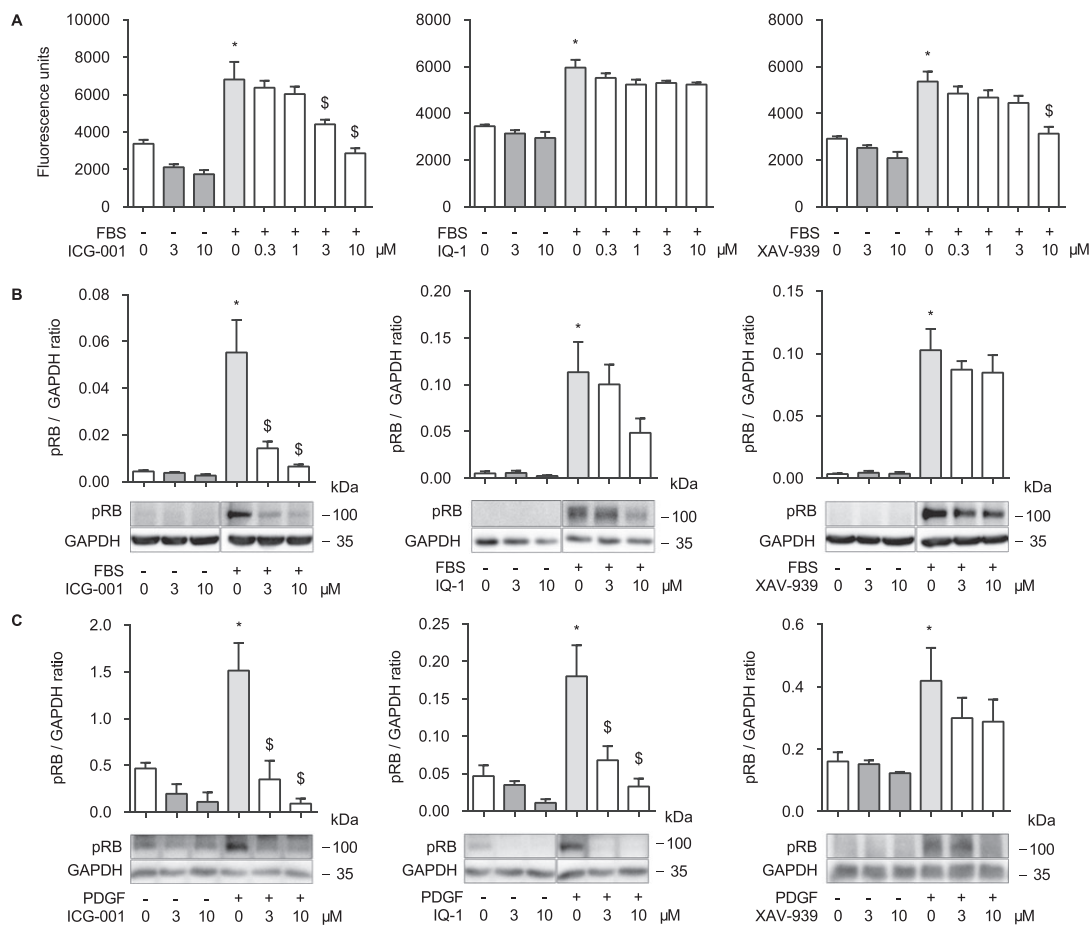 A
Fluorescence units
10000
8000
6000
4000
2000
0
*
$
$
FBS - - - + + + + +
ICG-001 0 3 10 0 0.3 1 3 10 µM
8000
6000
4000
2000
0
*
FBS - - - + + + + +
IQ-1 0 3 10 0 0.3 1 3 10 µM
8000
6000
4000
2000
0
*
$
FBS - - - + + + + +
XAV-939 0 3 10 0 0.3 1 3 10 µM
B
pRB / GAPDH ratio
0.08
0.06
0.04
0.02
0.00
*
$
$
kDa
pRB – 100
GAPDH – 35
FBS - - - + + +
ICG-001 0 3 10 0 3 10 µM
pRB / GAPDH ratio
0.20
0.15
0.10
0.05
0.00
*
kDa
pRB – 100
GAPDH – 35
FBS - - - + + +
IQ-1 0 3 10 0 3 10 µM
pRB / GAPDH ratio
0.15
0.10
0.05
0.00
*
kDa
pRB – 100
GAPDH – 35
FBS - - - + + +
XAV-939 0 3 10 0 3 10 µM
C
pRB / GAPDH ratio
2.0
1.5
1.0
0.5
0.0
*
$
$
kDa
pRB – 100
GAPDH – 35
PDGF - - - + + +
ICG-001 0 3 10 0 3 10 µM
pRB / GAPDH ratio
0.25
0.20
0.15
0.10
0.05
0.00
*
$
$
kDa
pRB – 100
GAPDH – 35
PDGF - - - + + +
IQ-1 0 3 10 0 3 10 µM
pRB / GAPDH ratio
0.6
0.4
0.2
0.0
*
kDa
pRB – 100
GAPDH – 35
PDGF - - - + + +
XAV-939 0 3 10 0 3 10 µM